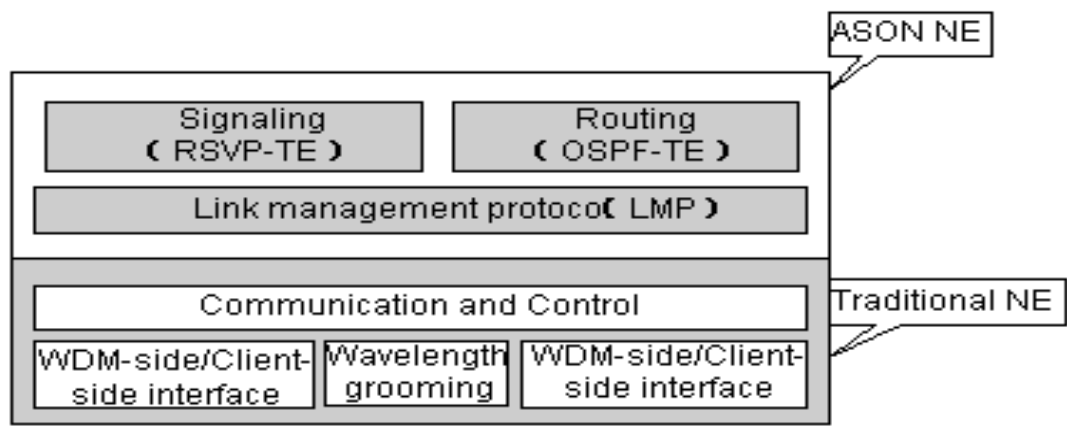 ASON NE
Signaling
( RSVP-TE )
Routing
( OSPF-TE )
Link management protoco( LMP )
Communication and Control
Traditional NE
WDM-side/Client-
side interface
Wavelength
grooming
WDM-side/Client-
side interface